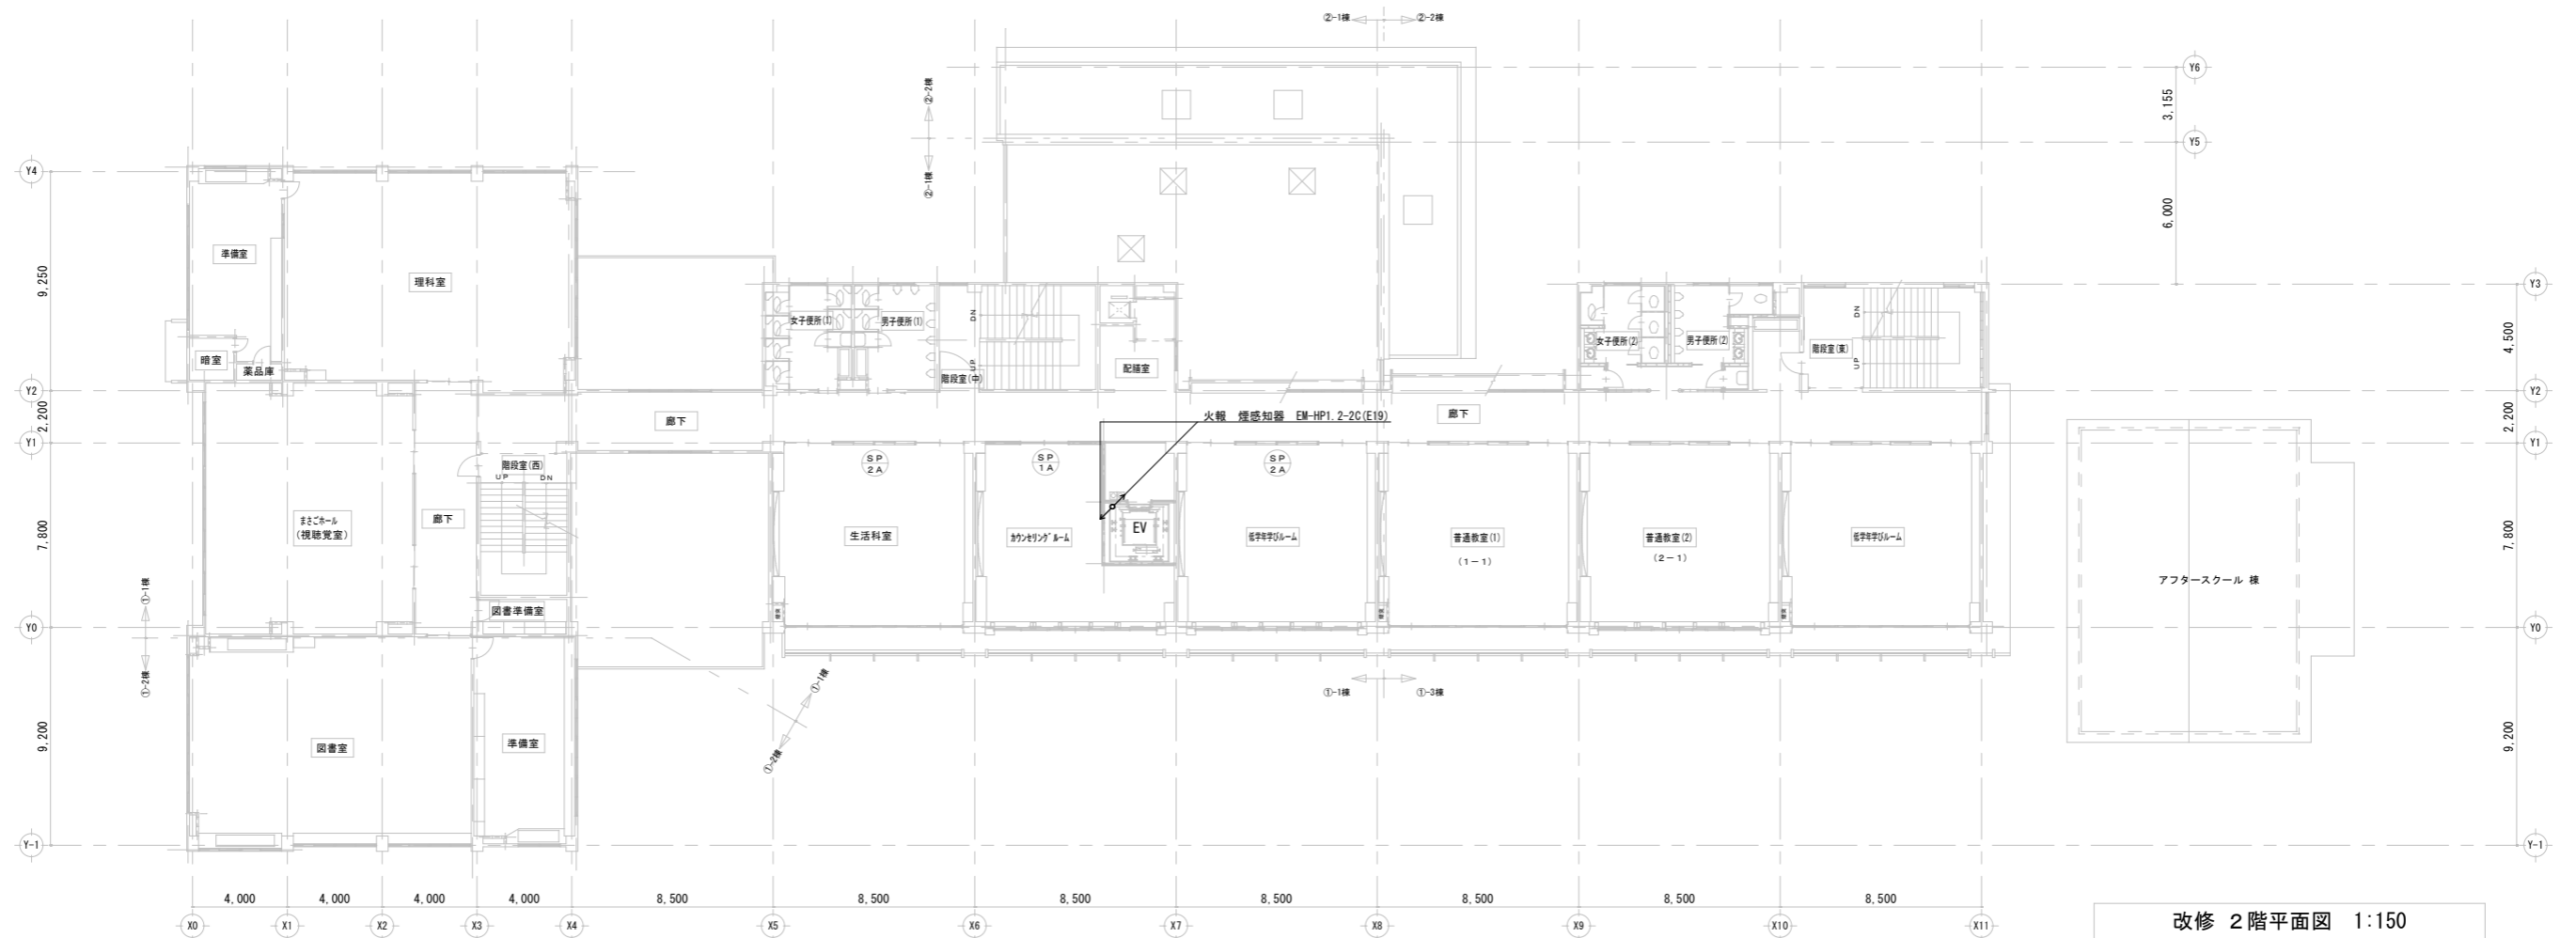 ②-1棟 ②-2棟
Y6
②-2棟
3,155
Y5
②-1棟
Y4
6,000
準備室
9,250
理科室
Y3
女子便所(1)
男子便所(1)
DN
UP
階段室(中)
配膳室
女子便所(2)
男子便所(2)
階段室(東)
DN
UP
4,500
暗室
薬品庫
Y2
Y2
2,200
廊下
火報 煙感知器 EM-HP1.2-2C(E19)
廊下
2,200
Y1
Y1
階段室(西)
UP DN
SP
2A
SP
1A
SP
2A
まさごホール
(視聴覚室)
廊下
7,800
生活科室
カウンセリングルーム
EV
低学年学びルーム
普通教室(1)
(1-1)
普通教室(2)
(2-1)
低学年学びルーム
7,800
アフタースクール 棟
①-1棟
図書準備室
Y0
Y0
①-2棟
①-1棟
①-2棟
①-1棟 ①-3棟
図書室
準備室
9,200
9,200
Y-1
Y-1
4,000 4,000 4,000 4,000 8,500 8,500 8,500 8,500 8,500 8,500 8,500
X0 X1 X2 X3 X4 X5 X6 X7 X8 X9 X10 X11
改修 2階平面図 1:150